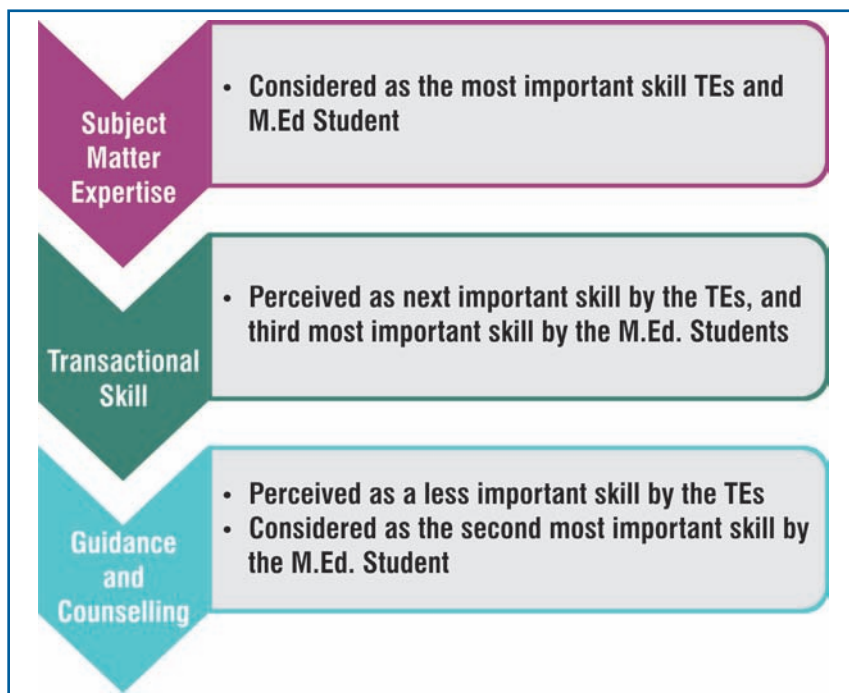 Subject
Matter
Expertise
• Considered as the most important skill TEs and
M.Ed Student
Transactional
Skill
• Perceived as next important skill by the TEs, and
third most important skill by the M.Ed. Students
Guidance
and
Counselling
• Perceived as a less important skill by the TEs
• Considered as the second most important skill by
the M.Ed. Student